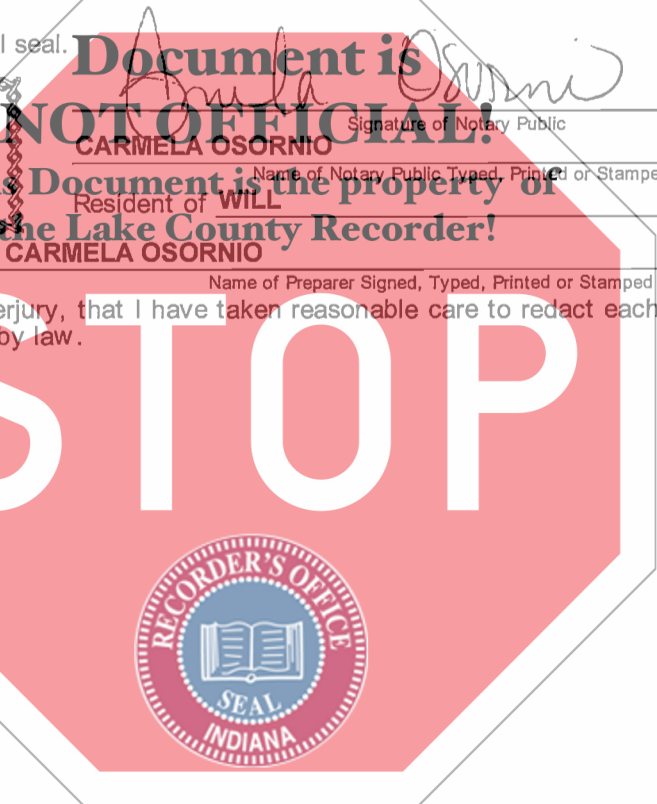 l seal.
Document is
Osornio
NOT OFFICIAL!
Signature of Notary Public
CARMELA OSORNIO
Name of Notary Public Typed, Printed or Stampe
s Document is the property of
Resident of WILL
the Lake County Recorder!
CARMELA OSORNIO
Name of Preparer Signed, Typed, Printed or Stamped
erjury, that I have taken reasonable care to redact each
by law.
STOP
RECORDER'S OFFICE
SEAL
INDIANA